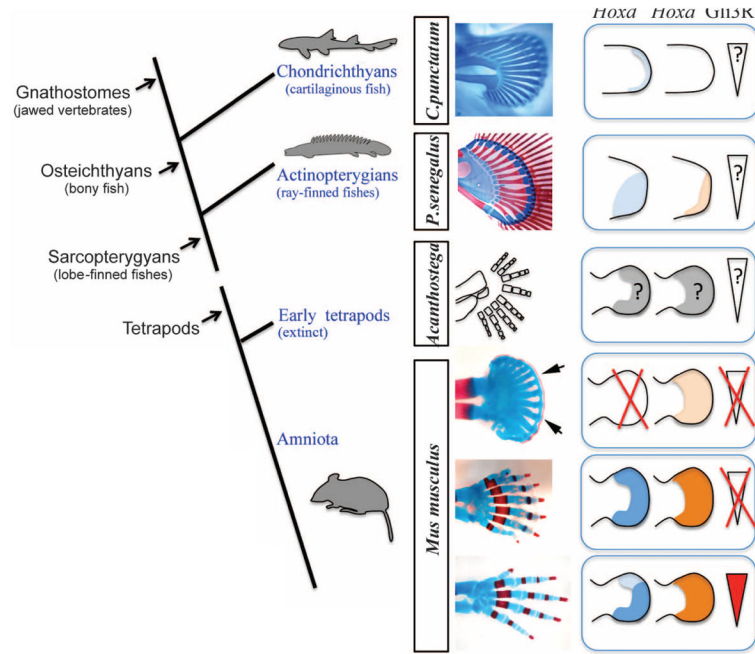 Hoxa Hoxa Gli3R
Gnathostomes
(jawed vertebrates)
Chondrichthyans
(cartilaginous fish)
C.punctatum
?
Osteichthyans
(bony fish)
Actinopterygians
(ray-finned fishes)
P.senegalus
?
Sarcopterygyans
(lobe-finned fishes)
Tetrapods
Early tetrapods
(extinct)
Acanthostega
? ? ?
Amniota
Mus musculus